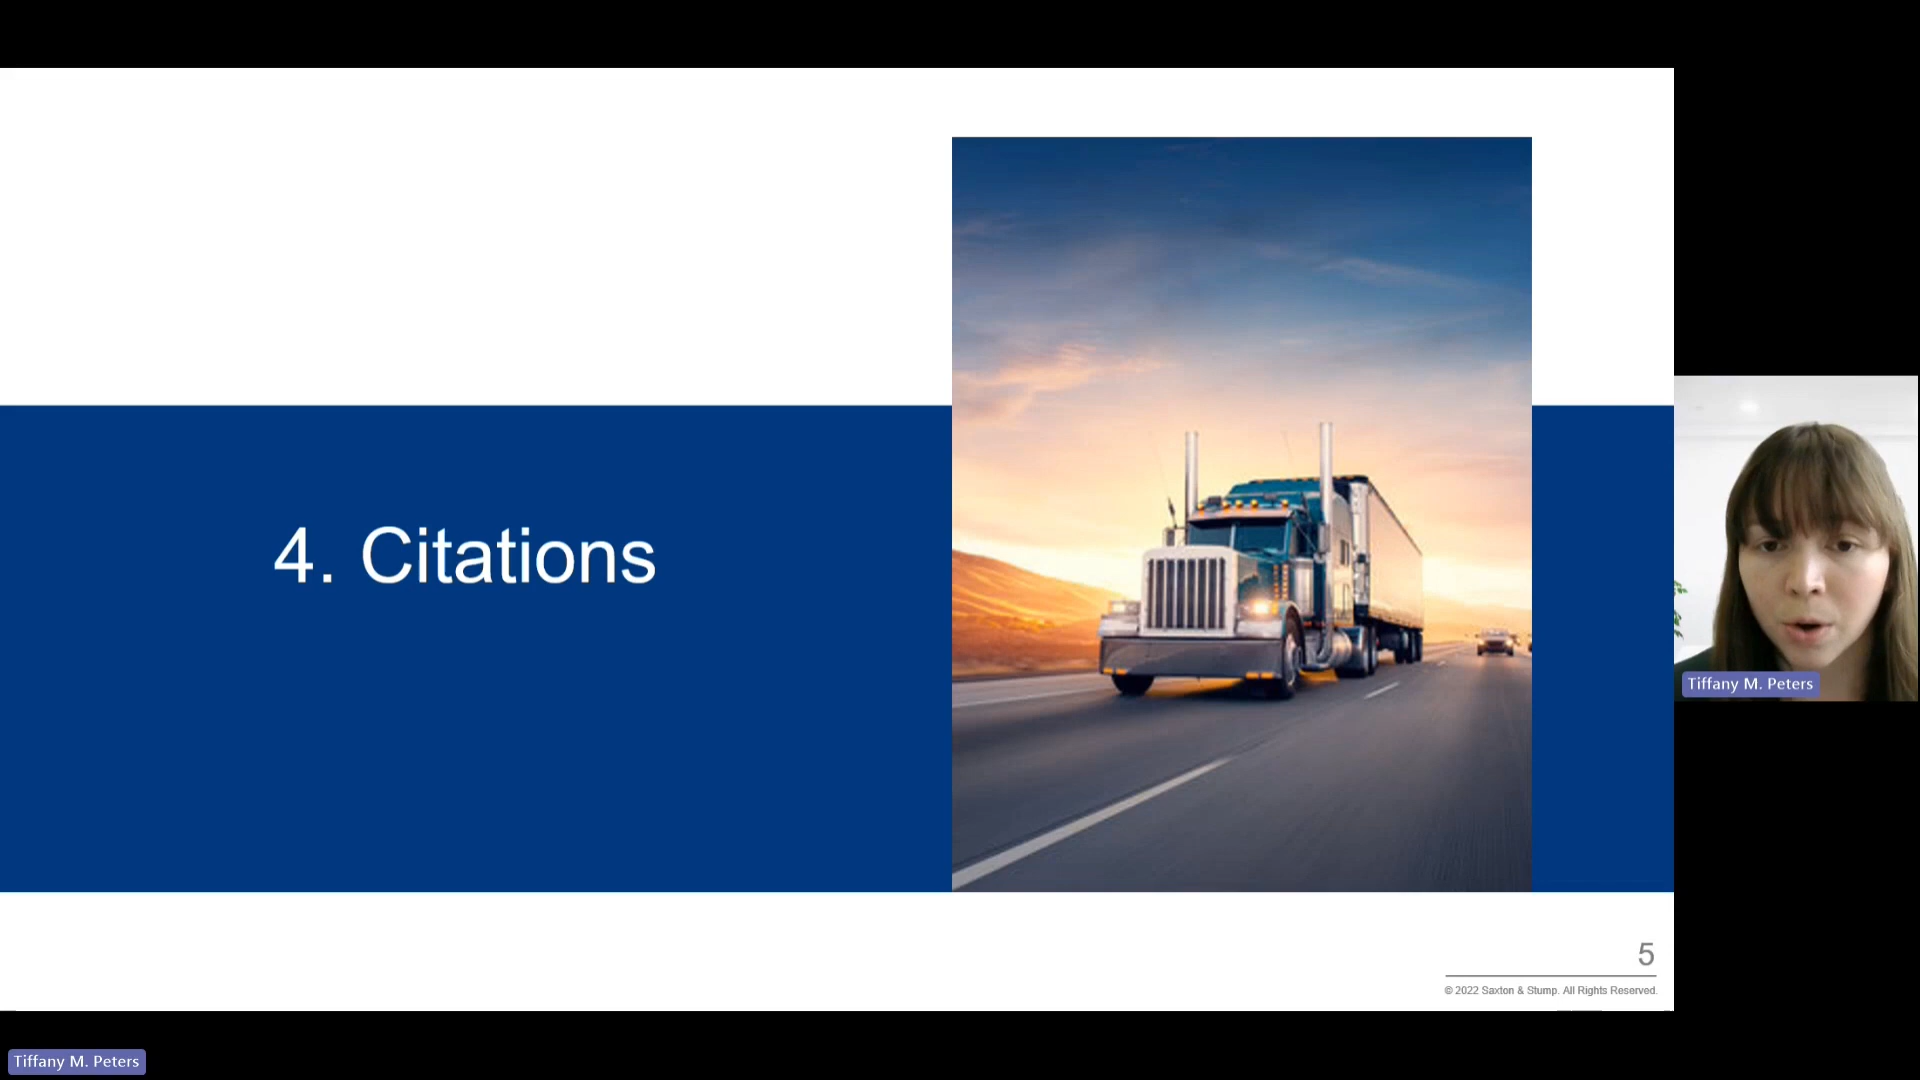 4. Citations
Tiffany M. Peters
5
© 2022 Saxton & Stump. All Rights Reserved.
Tiffany M. Peters